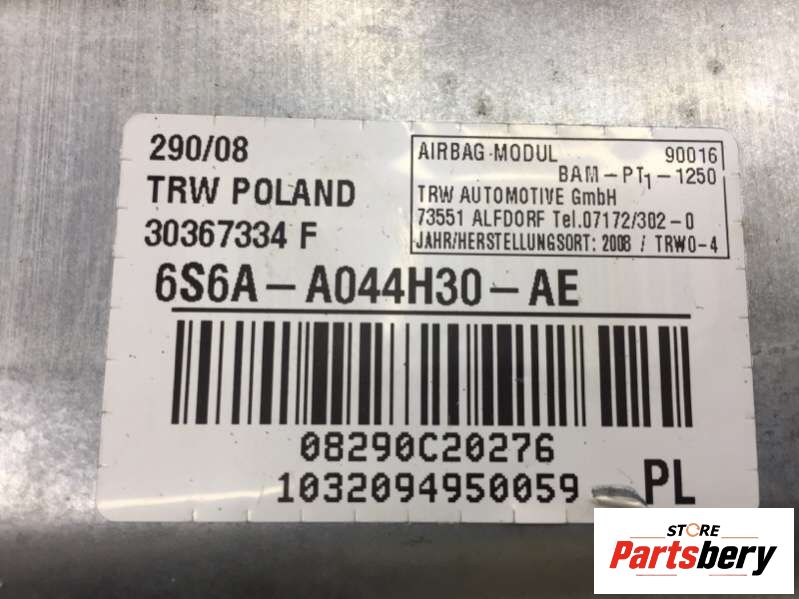 290/08
TRW POLAND
30367334 F
AIRBAG-MODUL 90016
BAM-PT1-1250
TRW AUTOMOTIVE GmbH
73551 ALFDORF Tel.07172/302-0
JAHR/HERSTELLUNGSORT: 2008 / TRWO-4
6S6A-A044H30-AE
08290C20276
1032094950059 PL
STORE
Partsbery